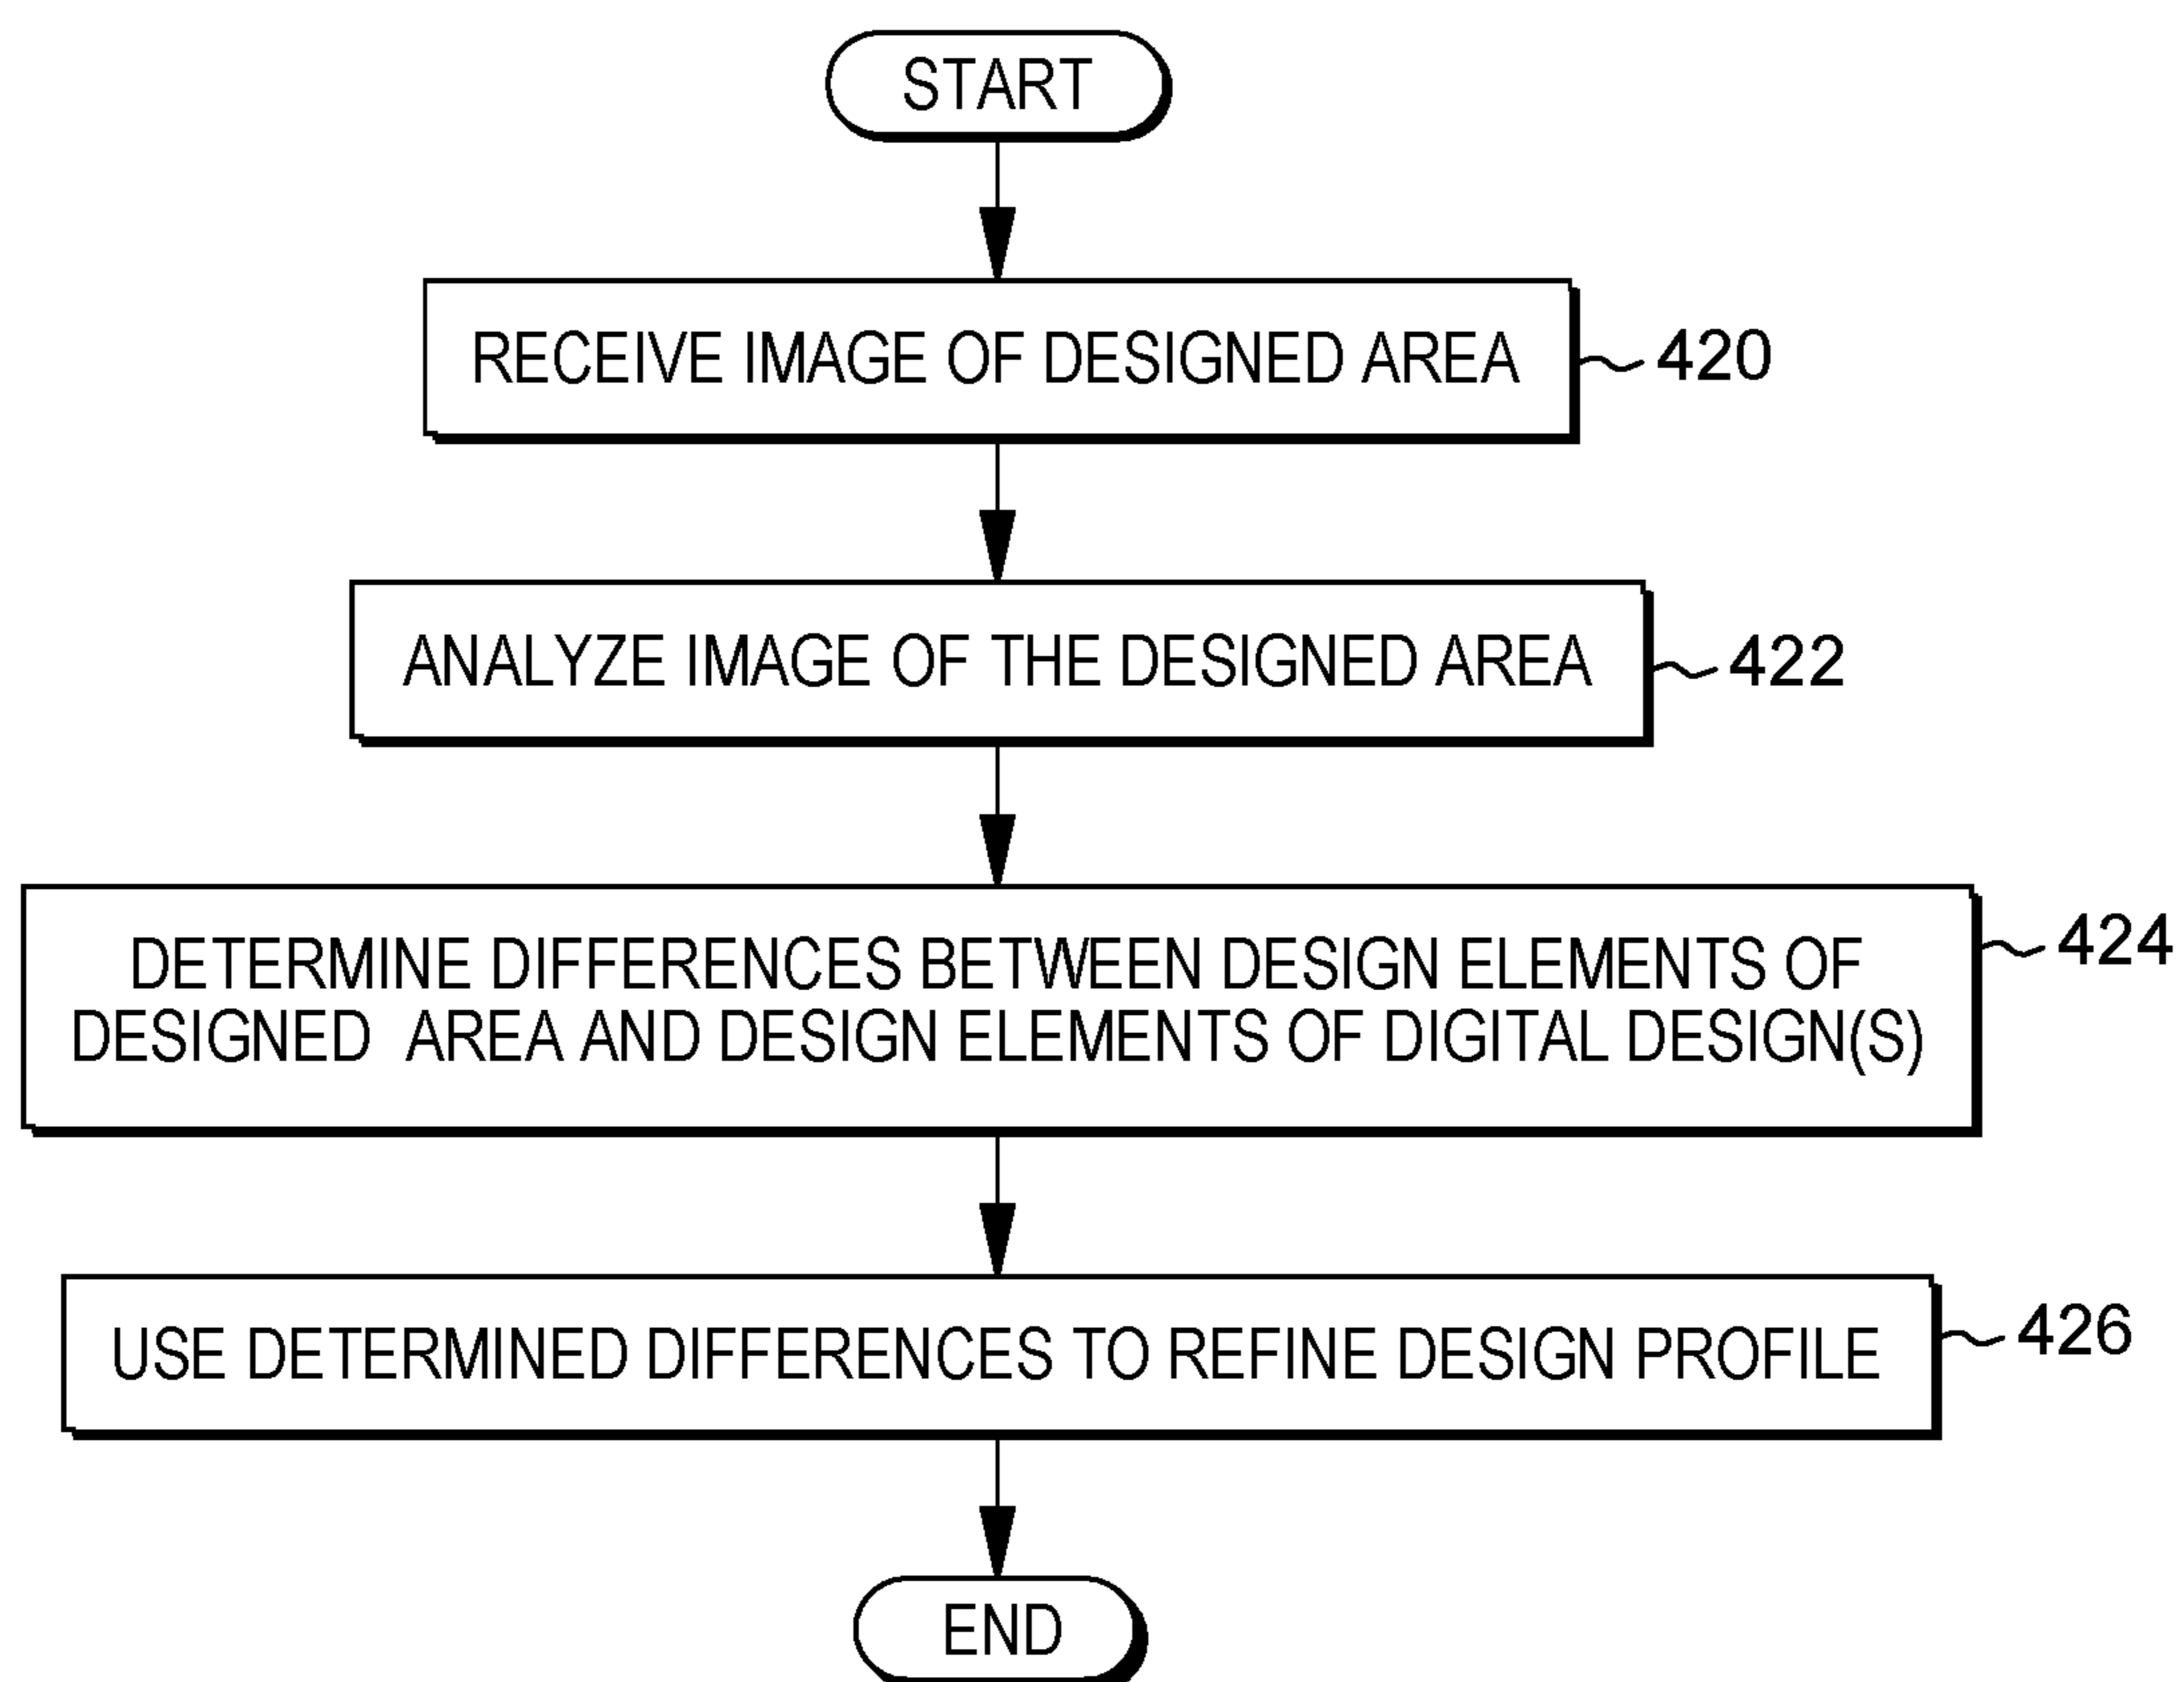 START
RECEIVE IMAGE OF DESIGNED AREA
420
ANALYZE IMAGE OF THE DESIGNED AREA
422
DETERMINE DIFFERENCES BETWEEN DESIGN ELEMENTS OF
DESIGNED AREA AND DESIGN ELEMENTS OF DIGITAL DESIGN(S)
424
USE DETERMINED DIFFERENCES TO REFINE DESIGN PROFILE
426
END